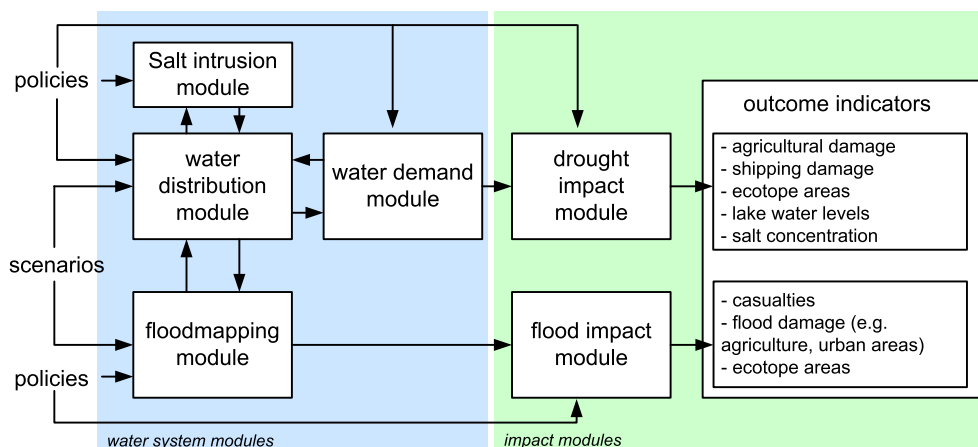 policies
Salt intrusion
module
water
distribution
module
water demand
module
drought
impact
module
outcome indicators
- agricultural damage
- shipping damage
- ecotope areas
- lake water levels
- salt concentration
scenarios
floodmapping
module
flood impact
module
- casualties
- flood damage (e.g.
agriculture, urban areas)
- ecotope areas
policies
water system modules
impact modules